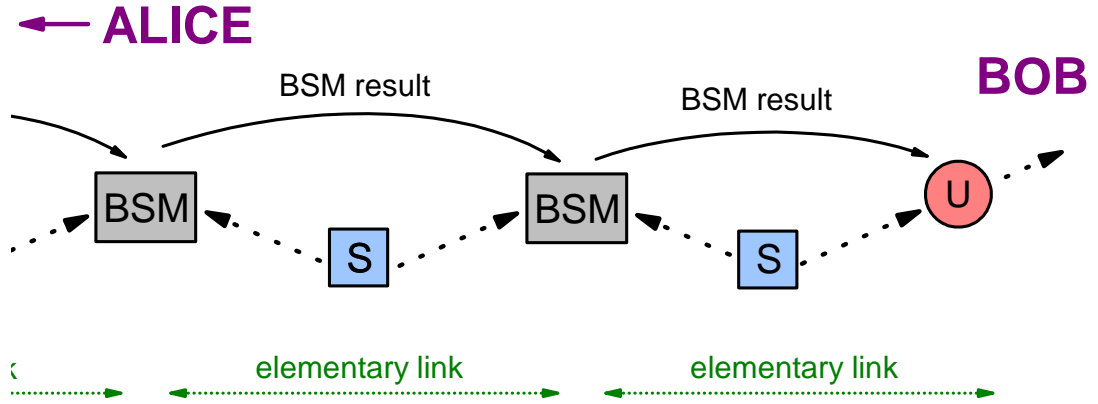 ALICE
BSM result
BSM result
BOB
BSM
BSM
U
S
S
elementary link
elementary link